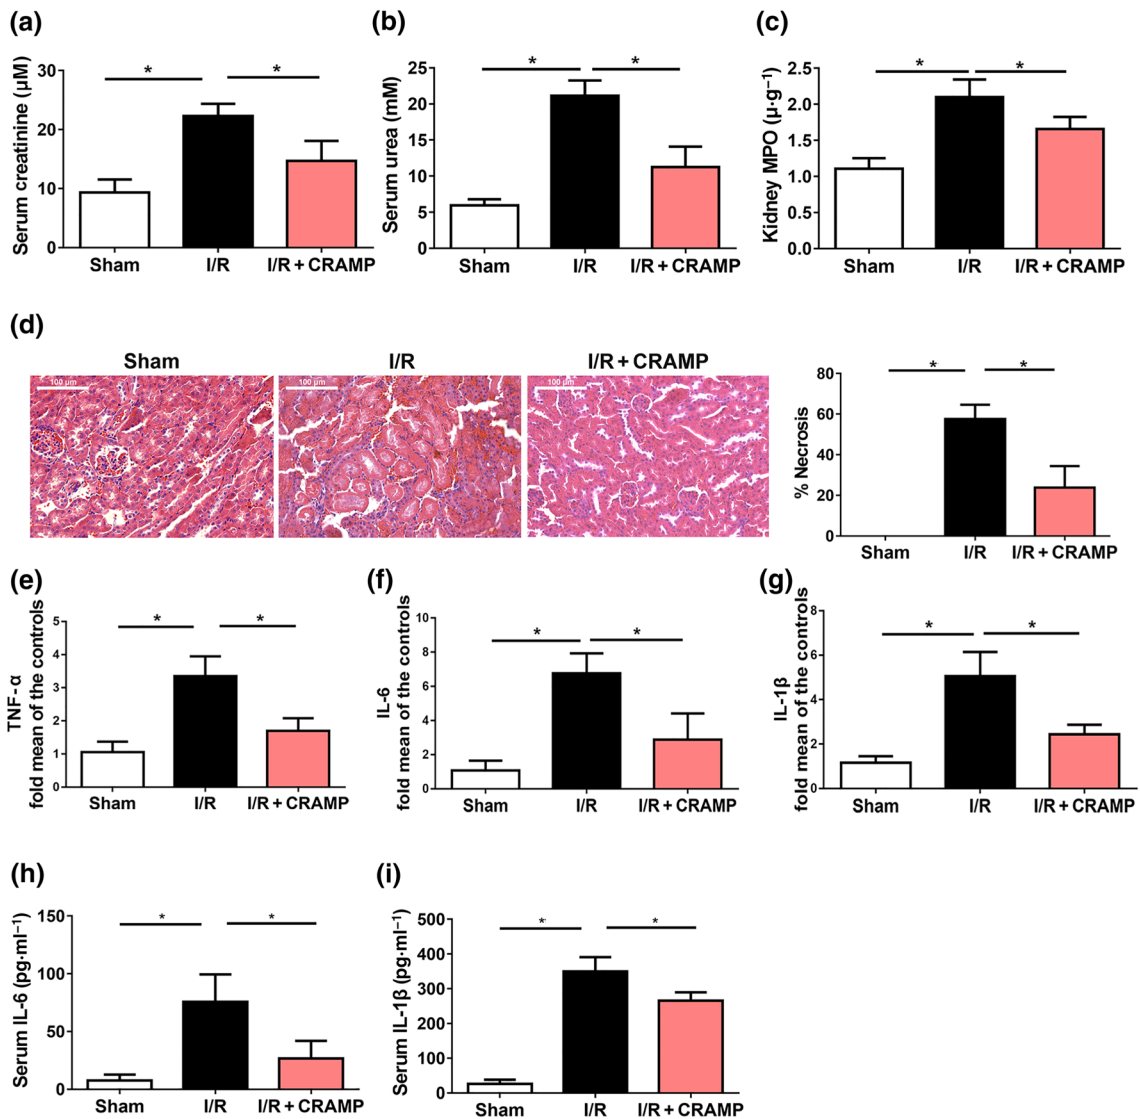 (a)
Serum creatinine (μM)
30
20
10
0
*
*
Sham
I/R
I/R + CRAMP
(b)
Serum urea (mM)
25
20
15
10
5
0
*
*
Sham
I/R
I/R + CRAMP
(c)
Kidney MPO (μ·g⁻¹)
2.5
2.0
1.5
1.0
0.5
0.0
*
*
Sham
I/R
I/R + CRAMP
(d)
Sham
100 μm
I/R
100 μm
I/R + CRAMP
100 μm
% Necrosis
80
60
40
20
0
*
*
Sham
I/R
I/R + CRAMP
(e)
TNF-α
fold mean of the controls
5
4
3
2
1
0
*
*
Sham
I/R
I/R + CRAMP
(f)
IL-6
fold mean of the controls
10
8
6
4
2
0
*
*
Sham
I/R
I/R + CRAMP
(g)
IL-1β
fold mean of the controls
8
6
4
2
0
*
*
Sham
I/R
I/R + CRAMP
(h)
Serum IL-6 (pg·ml⁻¹)
150
100
50
0
*
*
Sham
I/R
I/R + CRAMP
(i)
Serum IL-1β (pg·ml⁻¹)
500
400
300
200
100
0
*
*
Sham
I/R
I/R + CRAMP